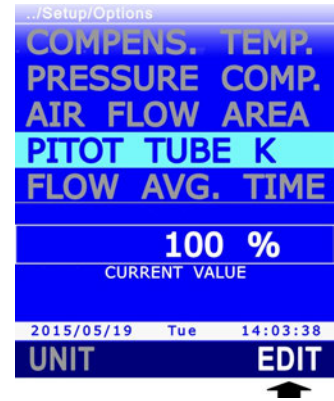 ../Setup/Options
COMPENS. TEMP.
PRESSURE COMP.
AIR FLOW AREA
PITOT TUBE K
FLOW AVG. TIME
100 %
CURRENT VALUE
2015/05/19 Tue 14:03:38
UNIT EDIT